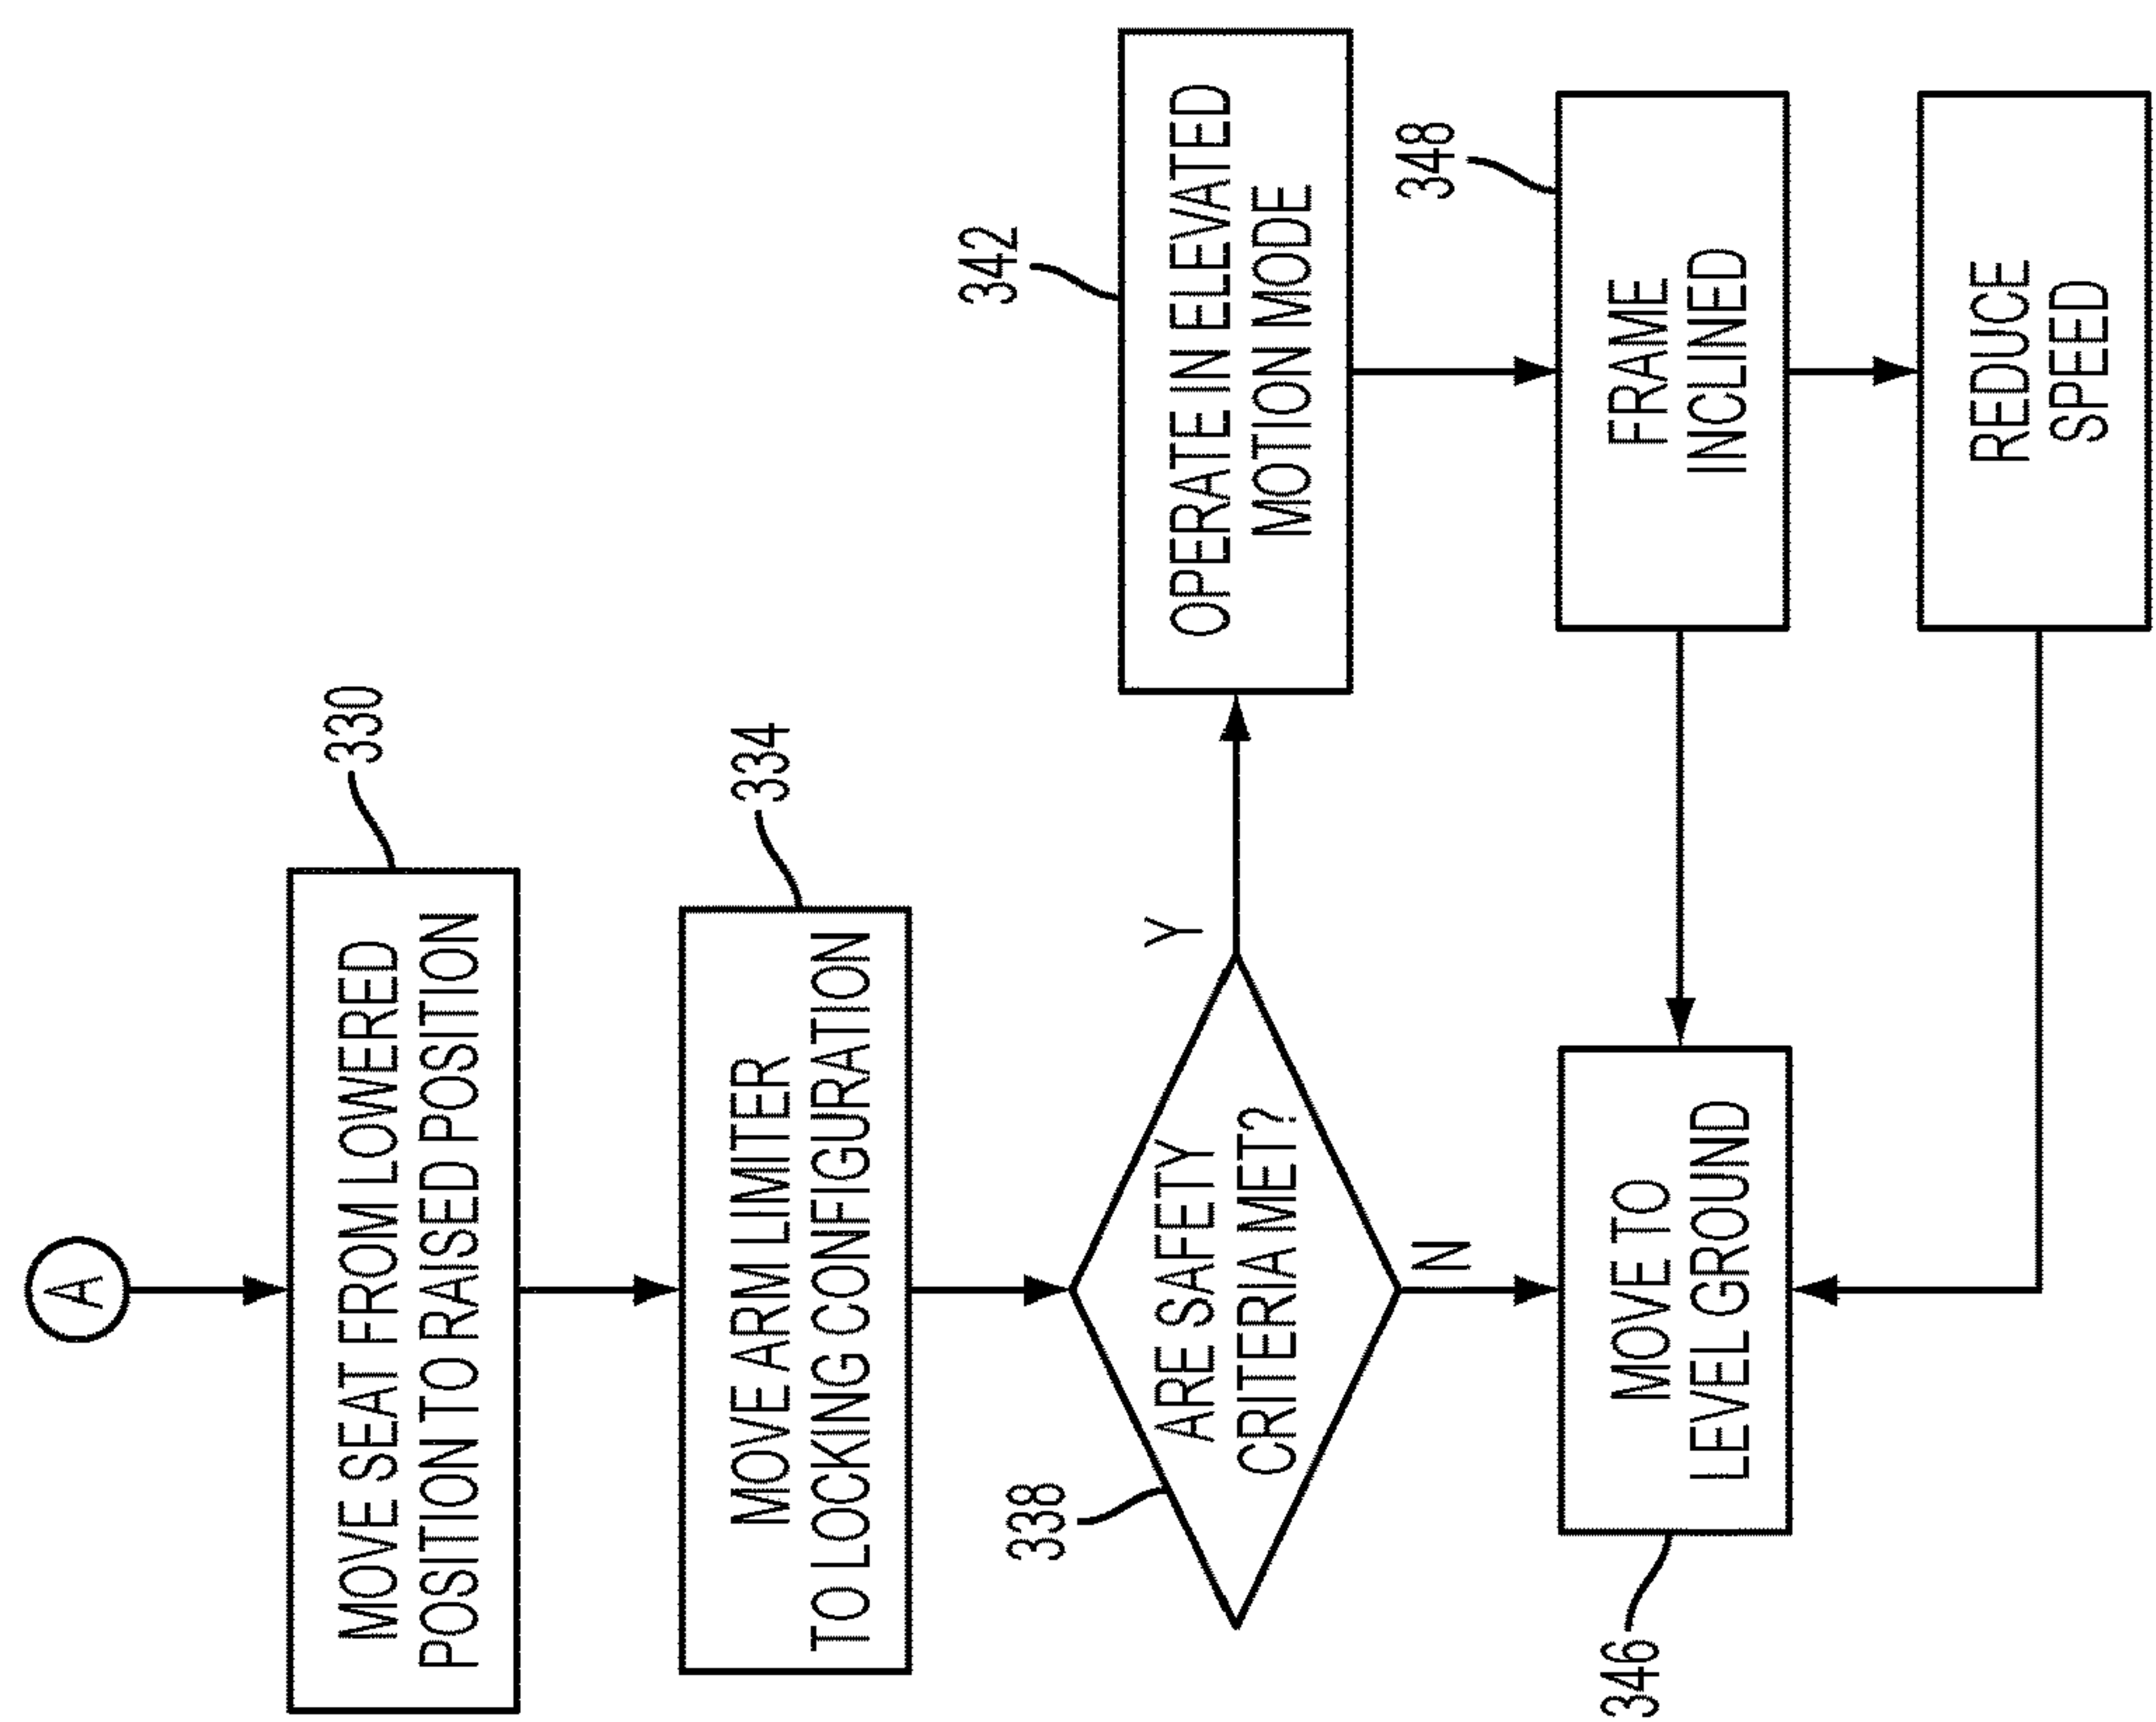 A
330
MOVE SEAT FROM LOWERED
POSITION TO RAISED POSITION
334
MOVE ARM LIMITER
TO LOCKING CONFIGURATION
338
ARE SAFETY
CRITERIA MET?
Y
N
342
OPERATE IN ELEVATED
MOTION MODE
346
MOVE TO
LEVEL GROUND
348
FRAME
INCLINED
REDUCE
SPEED